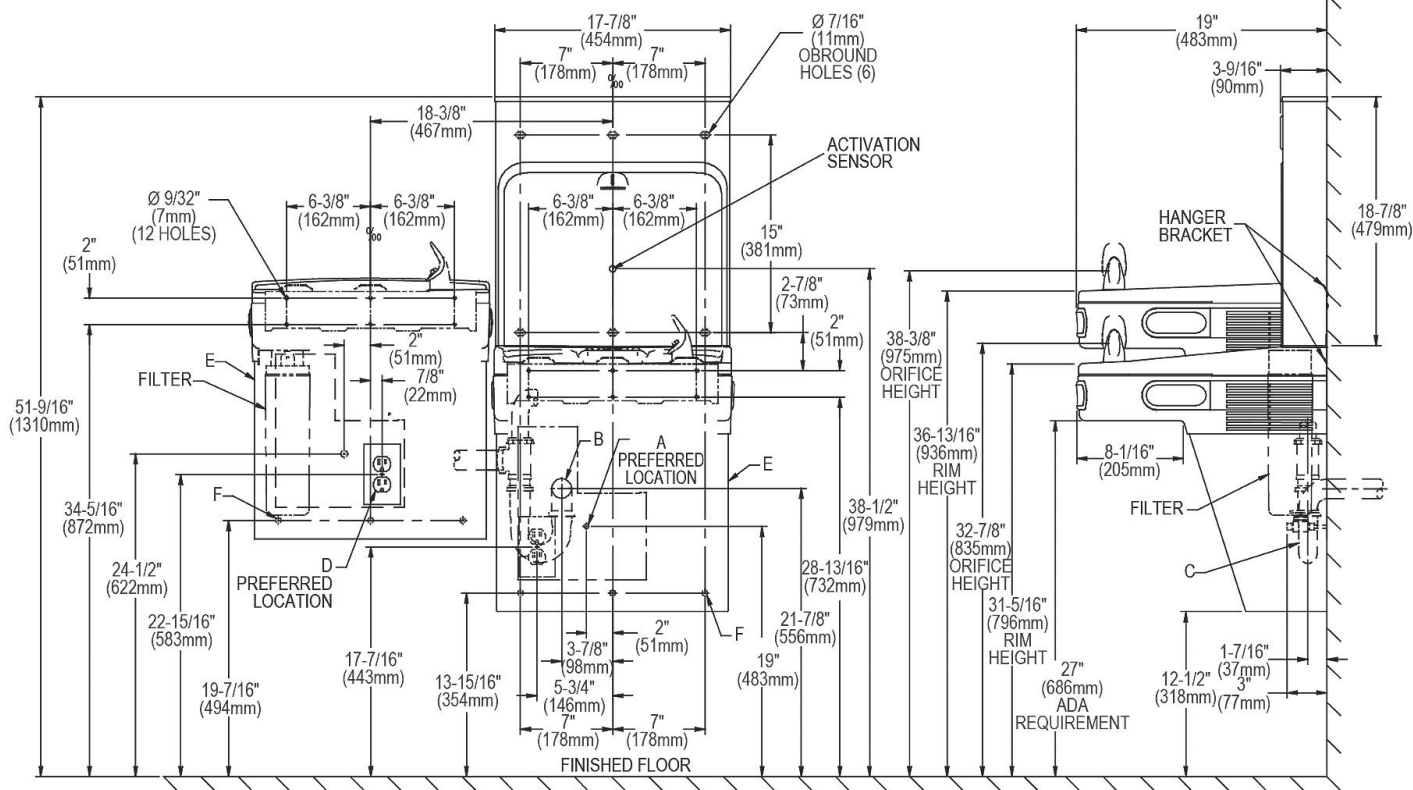 17-7/8"
(454mm)
7"
(178mm)
7"
(178mm)
Ø 7/16"
(11mm)
OBROUND
HOLES (6)
19"
(483mm)
3-9/16"
(90mm)
18-3/8"
(467mm)
ACTIVATION
SENSOR
Ø 9/32"
(7mm)
(12 HOLES)
6-3/8"
(162mm)
6-3/8"
(162mm)
6-3/8"
(162mm)
6-3/8"
(162mm)
15"
(381mm)
HANGER
BRACKET
18-7/8"
(479mm)
2"
(51mm)
2-7/8"
(73mm)
2"
(51mm)
2"
(51mm)
7/8"
(22mm)
E
FILTER
38-3/8"
(975mm)
ORIFICE
HEIGHT
51-9/16"
(1310mm)
B
A
PREFERRED
LOCATION
E
36-13/16"
(936mm)
RIM
HEIGHT
8-1/16"
(205mm)
34-5/16"
(872mm)
F
38-1/2"
(979mm)
FILTER
32-7/8"
(835mm)
ORIFICE
HEIGHT
24-1/2"
(622mm)
D
PREFERRED
LOCATION
28-13/16"
(732mm)
C
22-15/16"
(583mm)
21-7/8"
(556mm)
31-5/16"
(796mm)
RIM
HEIGHT
F
2"
(51mm)
3-7/8"
(98mm)
17-7/16"
(443mm)
19"
(483mm)
1-7/16"
(37mm)
19-7/16"
(494mm)
13-15/16"
(354mm)
5-3/4"
(146mm)
27"
(686mm)
ADA
REQUIREMENT
12-1/2"
(318mm)
3"
(77mm)
7"
(178mm)
7"
(178mm)
FINISHED FLOOR